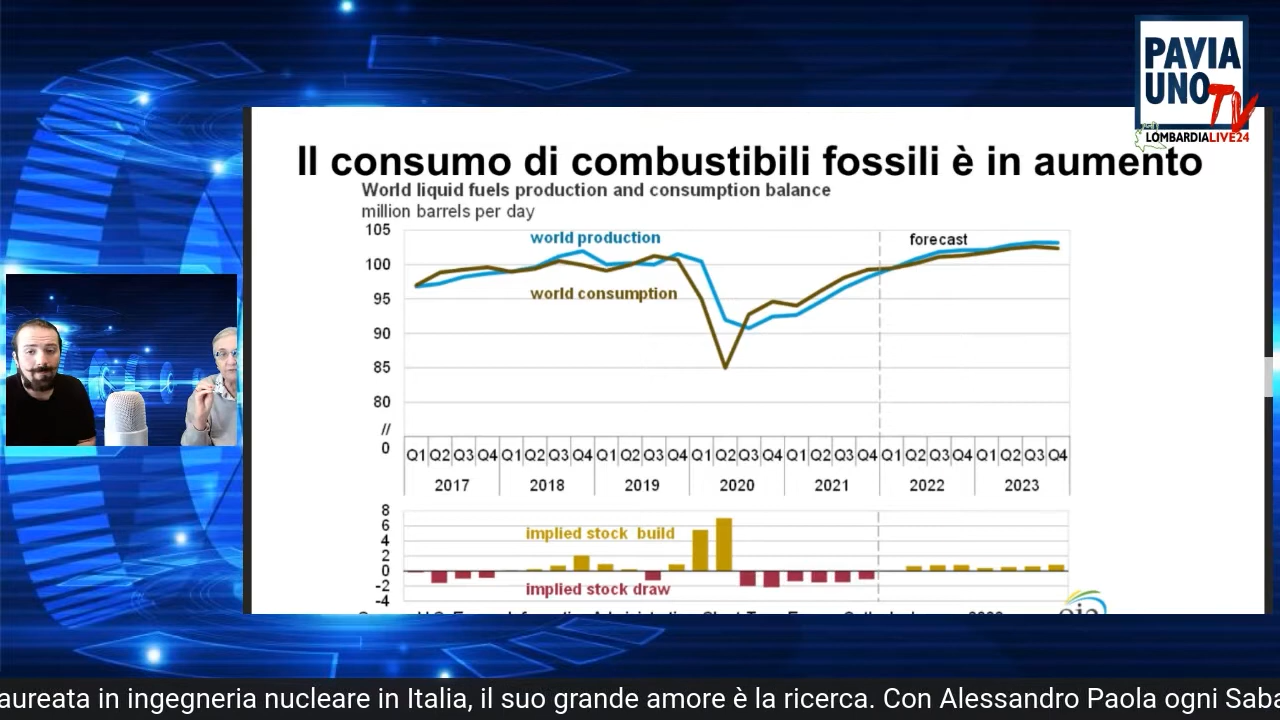 PAVIA
UNO TV
LOMBARDIALIVE24
Il consumo di combustibili fossili è in aumento
World liquid fuels production and consumption balance
million barrels per day
105
100
95
90
85
80
//
0
world production
world consumption
forecast
Q1 Q2 Q3 Q4 Q1 Q2 Q3 Q4 Q1 Q2 Q3 Q4 Q1 Q2 Q3 Q4 Q1 Q2 Q3 Q4 Q1 Q2 Q3 Q4 Q1 Q2 Q3 Q4
2017 2018 2019 2020 2021 2022 2023
8
6
4
2
0
-2
-4
implied stock build
implied stock draw
eia
aureata in ingegneria nucleare in Italia, il suo grande amore è la ricerca. Con Alessandro Paola ogni Saba